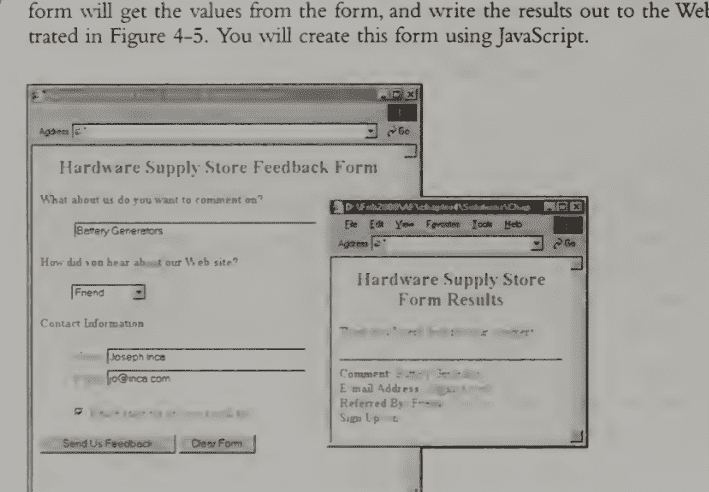 form will get the values from the form, and write the results out to the Web
trated in Figure 4-5. You will create this form using JavaScript.
Address
Go
Hardware Supply Store Feedback Form
What about us do you want to comment on?
Battery Generators
How did you hear about our Web site?
Friend
Contact Information
Joseph Inca
jo@inca.com
Send Us Feedback
Clear Form
File Edit View Favorites Tools Help
Address
Go
Hardware Supply Store
Form Results
Comment
E-mail Address
Referred By
Sign Up